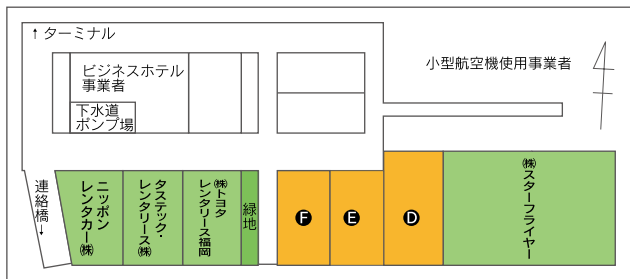 ↑ターミナル
ビジネスホテル
事業者
下水道
ポンプ場
小型航空機使用事業者
連絡橋→
ニッポン
レンタカー㈱
タステック・
レンタリース㈱
㈱トヨタ
レンタリース福岡
緑地
F
E
D
㈱スターフライヤー